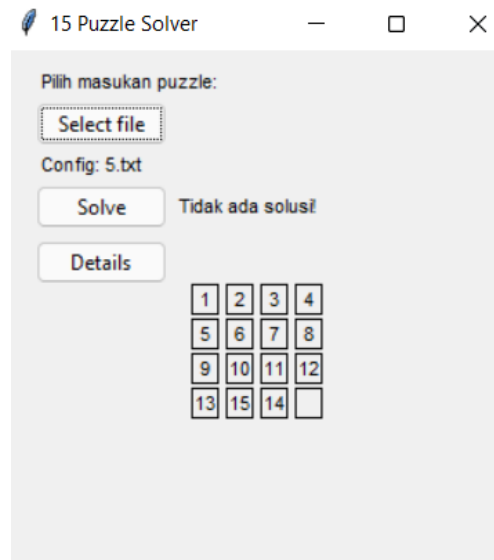 15 Puzzle Solver
Pilih masukan puzzle:
Select file
Config: 5.txt
Solve Tidak ada solusi!
Details
1 2 3 4
5 6 7 8
9 10 11 12
13 15 14